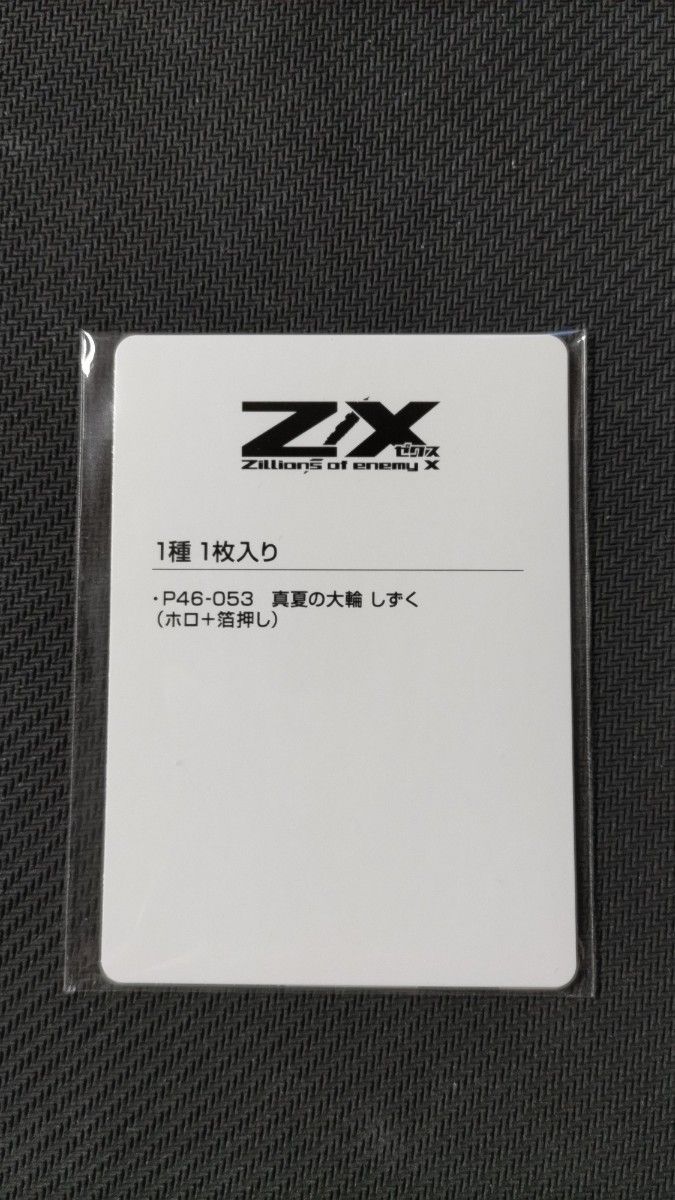 Z/X
ゼクス
Zillions of enemy X
1種 1枚入り
・P46-053　真夏の大輪 しずく
（ホロ＋箔押し）